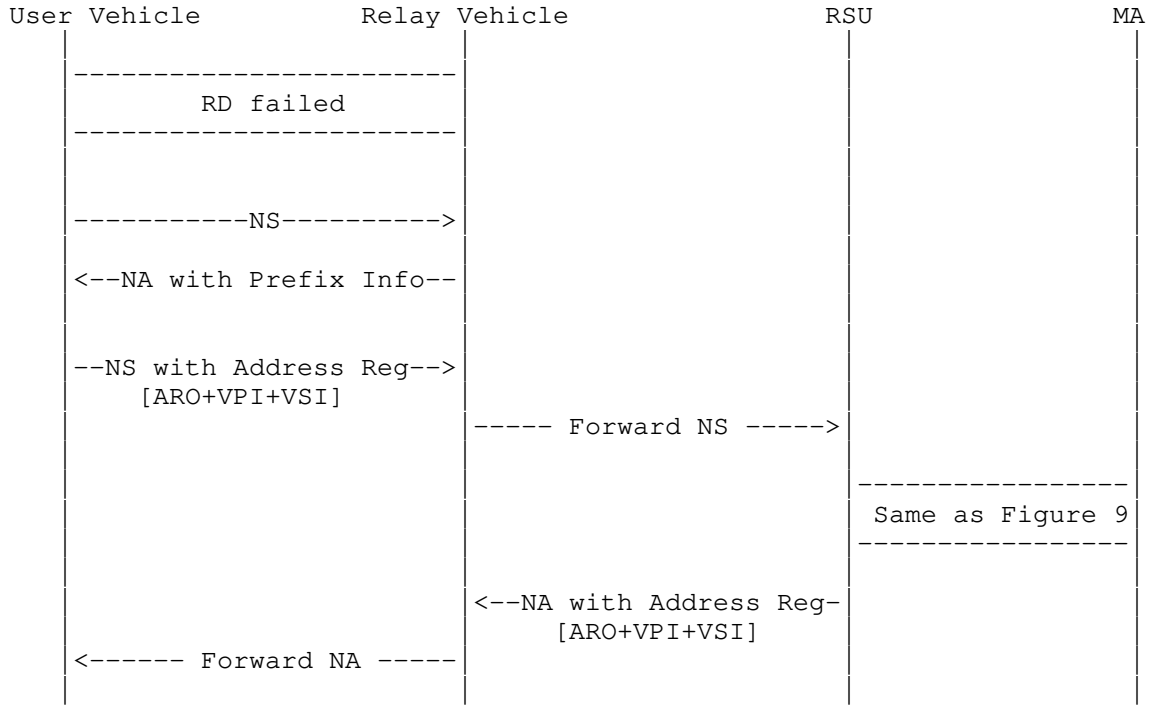 User Vehicle Relay Vehicle RSU MA
RD failed
-----------NS---------->
<--NA with Prefix Info--
--NS with Address Reg-->
[ARO+VPI+VSI]
----- Forward NS ----->
Same as Figure 9
<--NA with Address Reg-
[ARO+VPI+VSI]
<------ Forward NA -----